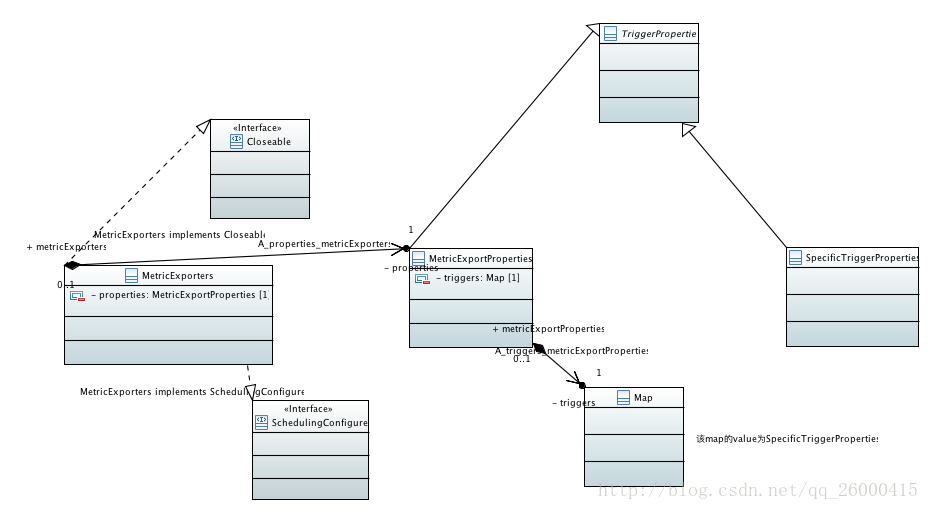 TriggerPropertie
«Interface»
Closeable
MetricExporters implements Closeabl
+ metricExporters
A_properties_metricExporters
1
0..1
MetricExporters
– properties: MetricExportProperties [1]
MetricExportProperties
– properties
– triggers: Map [1]
SpecificTriggerProperties
+ metricExportProperties
A_triggers_metricExportProperties
0..1
1
MetricExporters implements SchedulingConfigure
«Interface»
SchedulingConfigure
– triggers
Map
该map的value为SpecificTriggerProperties
http://blog.csdn.net/qq_26000415